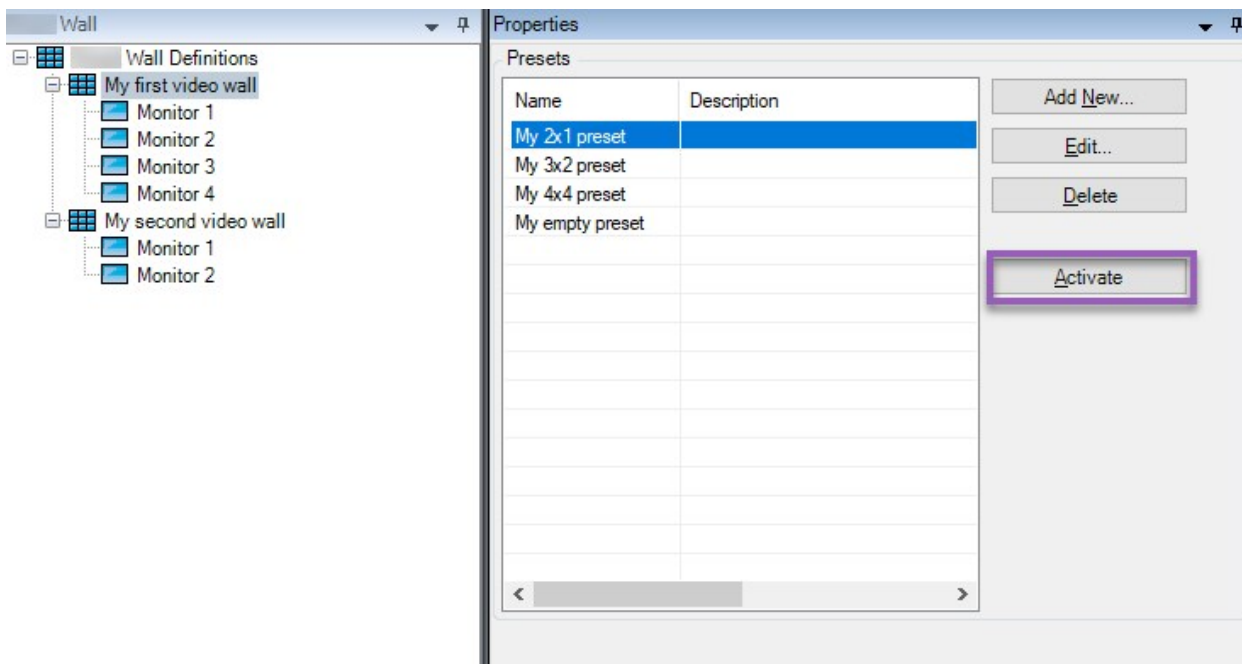 Wall
Wall Definitions
My first video wall
Monitor 1
Monitor 2
Monitor 3
Monitor 4
My second video wall
Monitor 1
Monitor 2
Properties
Presets
Name Description
My 2x1 preset
My 3x2 preset
My 4x4 preset
My empty preset
Add New...
Edit...
Delete
Activate